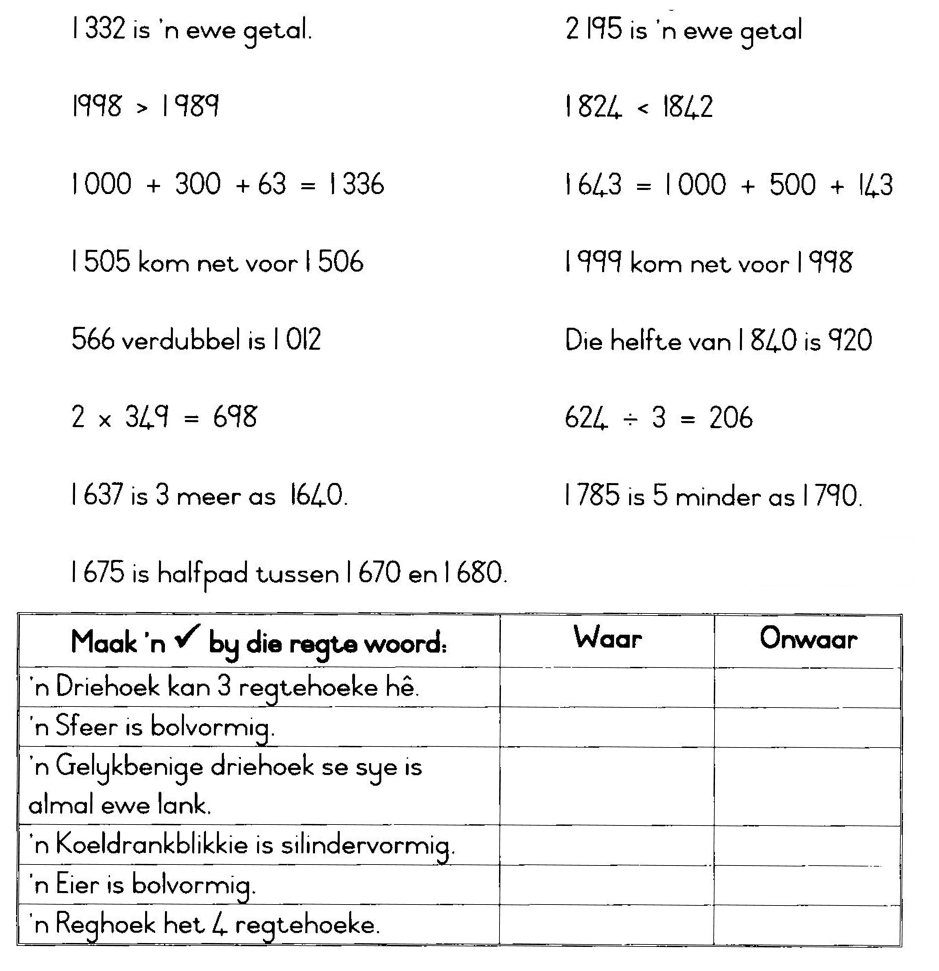 1 332 is 'n ewe getal.
2 195 is 'n ewe getal
1998 > 1 989
1 824 < 1842
1 000 + 300 + 63 = 1 336
1 643 = 1 000 + 500 + 143
1 505 kom net voor 1 506
1 999 kom net voor 1 998
566 verdubbel is 1 012
Die helfte van 1 840 is 920
2 x 349 = 698
624 ÷ 3 = 206
1 637 is 3 meer as 1640.
1 785 is 5 minder as 1 790.
1 675 is halfpad tussen 1 670 en 1 680.
Maak 'n ✓ by die regte woord: Waar Onwaar
'n Driehoek kan 3 regtehoeke hê.
'n Sfeer is bolvormig.
'n Gelykbenige driehoek se sye is
almal ewe lank.
'n Koeldrankblikkie is silindervormig.
'n Eier is bolvormig.
'n Reghoek het 4 regtehoeke.